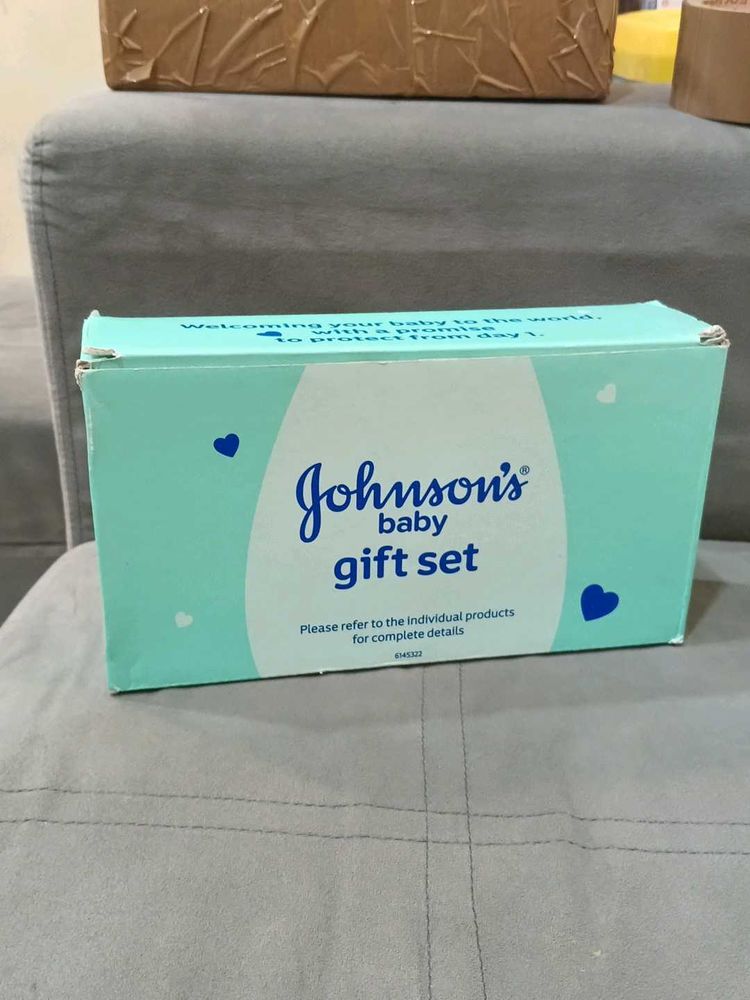 Welcoming your baby to the world,
with a promise
to protect from day 1.
Johnson's®
baby
gift set
Please refer to the individual products
for complete details
6145322